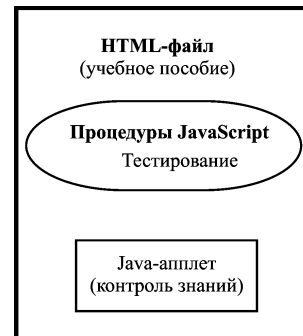 HTML-файл
(учебное пособие)
Процедуры JavaScript
Тестирование
Java-апплет
(контроль знаний)